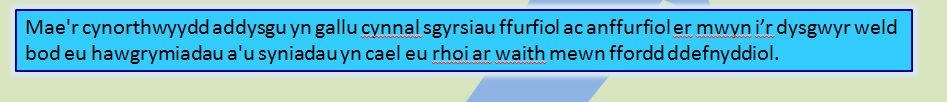 Mae'r cynorthwyydd addysgu yn gallu cynnal sgyrsiau ffurfiol ac anffurfiol er mwyn i’r dysgwyr weld
bod eu hawgrymiadau a'u syniadau yn cael eu rhoi ar waith mewn ffordd ddefnyddiol.